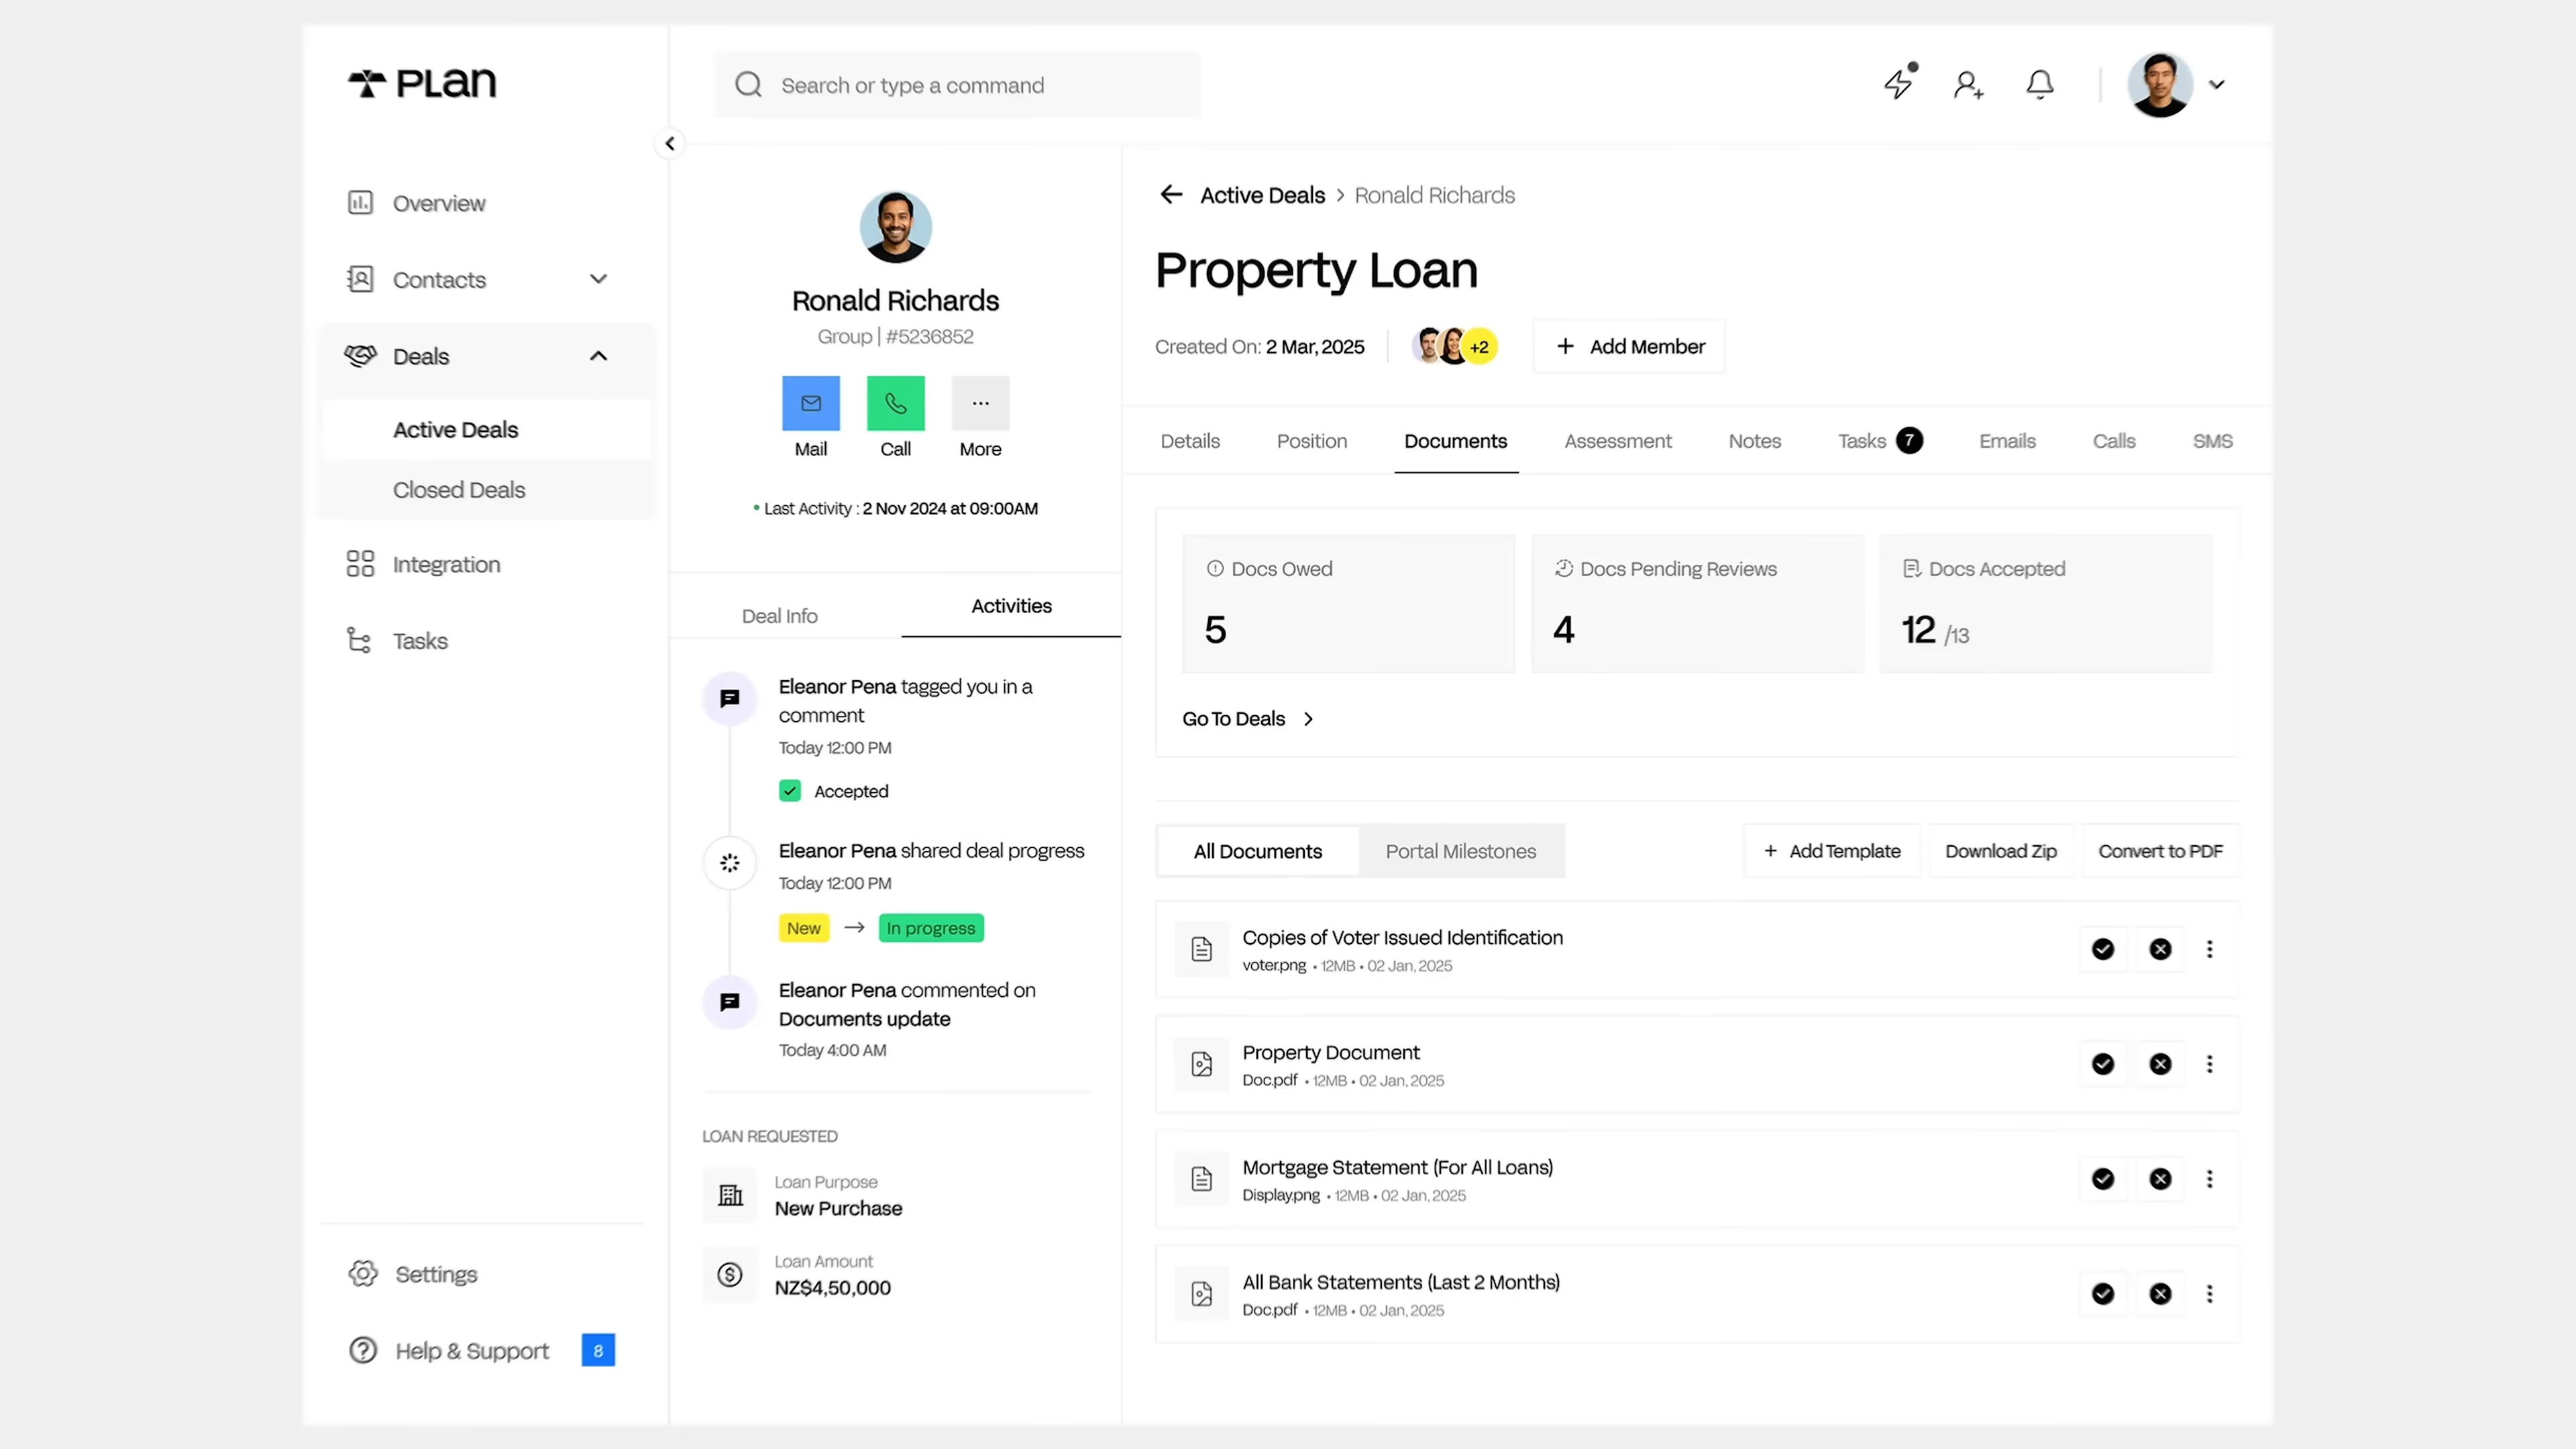 PLan
Search or type a command
Overview
Contacts
Deals
Active Deals
Closed Deals
Integration
Tasks
Settings
Help & Support 8
Ronald Richards
Group | #5236852
Mail Call More
Last Activity : 2 Nov 2024 at 09:00AM
Deal Info Activities
Eleanor Pena tagged you in a
comment
Today 12:00 PM
Accepted
Eleanor Pena shared deal progress
Today 12:00 PM
New → In progress
Eleanor Pena commented on
Documents update
Today 4:00 AM
LOAN REQUESTED
Loan Purpose
New Purchase
Loan Amount
NZ$4,50,000
Active Deals > Ronald Richards
Property Loan
Created On: 2 Mar, 2025 +2 + Add Member
Details Position Documents Assessment Notes Tasks 7 Emails Calls SMS
Docs Owed
5
Docs Pending Reviews
4
Docs Accepted
12 /13
Go To Deals >
All Documents Portal Milestones + Add Template Download Zip Convert to PDF
Copies of Voter Issued Identification
voter.png • 12MB • 02 Jan, 2025
Property Document
Doc.pdf • 12MB • 02 Jan, 2025
Mortgage Statement (For All Loans)
Display.png • 12MB • 02 Jan, 2025
All Bank Statements (Last 2 Months)
Doc.pdf • 12MB • 02 Jan, 2025